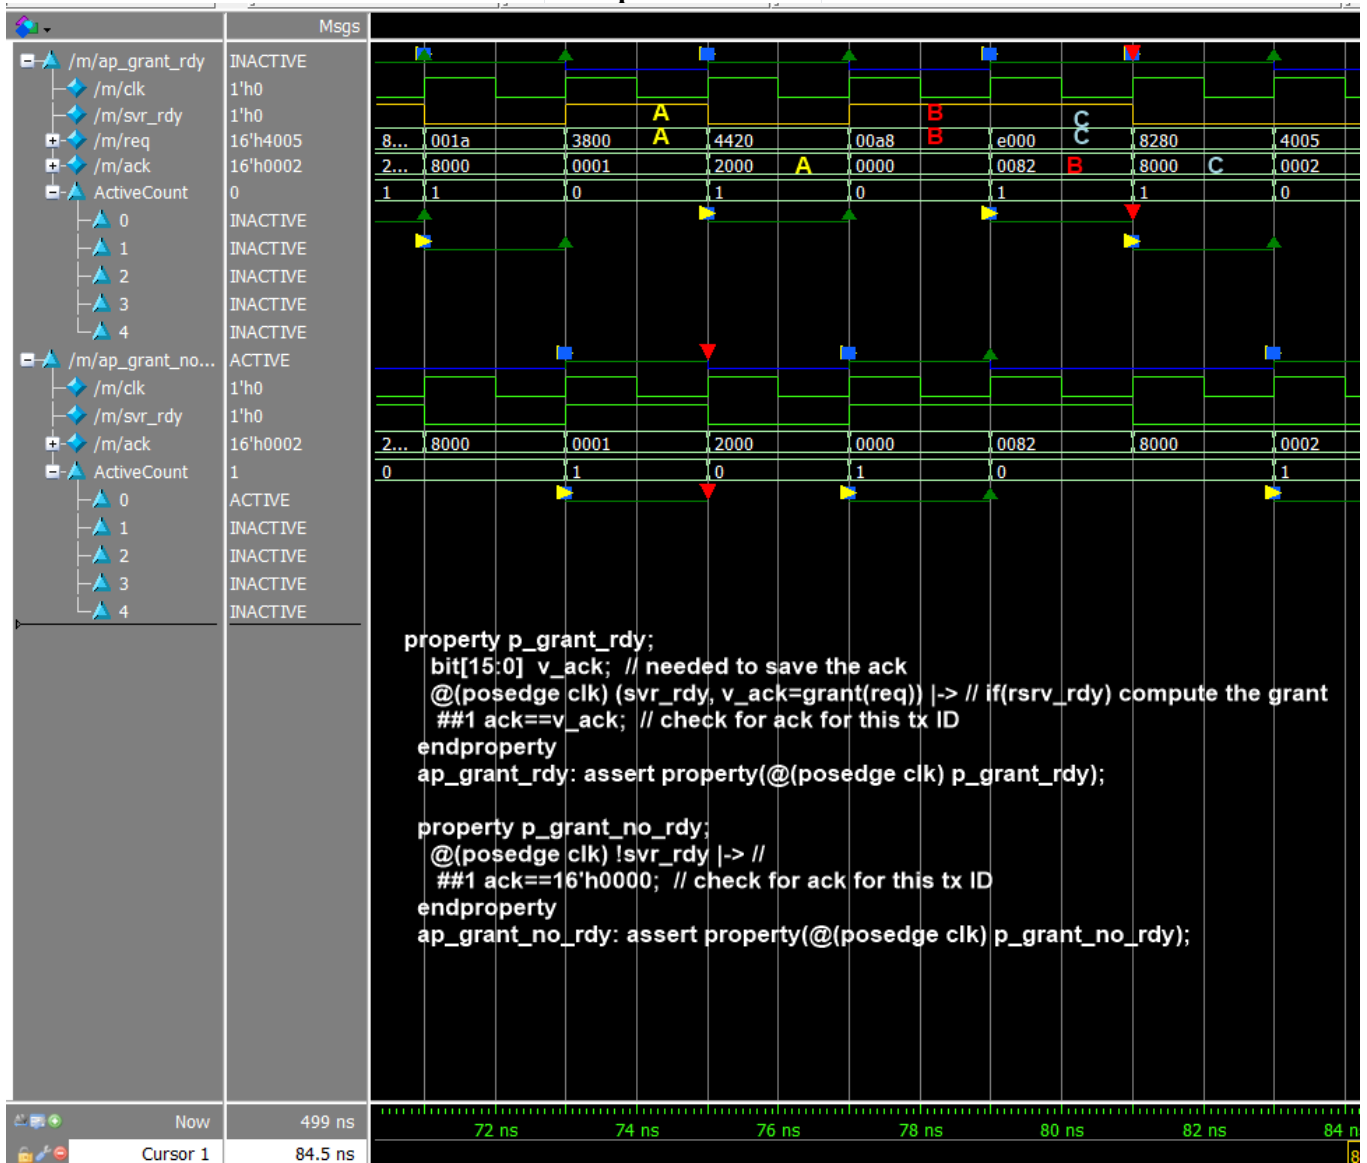 Msgs
/m/ap_grant_rdy INACTIVE
/m/clk 1'h0
/m/svr_rdy 1'h0 A B C
/m/req 16'h4005 8... 001a 3800 A 4420 00a8 B e000 C 8280 4005
/m/ack 16'h0002 2... 8000 0001 2000 A 0000 0082 B 8000 C 0002
ActiveCount 0 1 1 0 1 0 1 1 0
0 INACTIVE
1 INACTIVE
2 INACTIVE
3 INACTIVE
4 INACTIVE
/m/ap_grant_no... ACTIVE
/m/clk 1'h0
/m/svr_rdy 1'h0
/m/ack 16'h0002 2... 8000 0001 2000 0000 0082 8000 0002
ActiveCount 1 0 1 0 1 0 1
0 ACTIVE
1 INACTIVE
2 INACTIVE
3 INACTIVE
4 INACTIVE
property p_grant_rdy;
bit[15:0] v_ack; // needed to save the ack
@(posedge clk) (svr_rdy, v_ack=grant(req)) |-> // if(rsrv_rdy) compute the grant
##1 ack==v_ack; // check for ack for this tx ID
endproperty
ap_grant_rdy: assert property(@(posedge clk) p_grant_rdy);
property p_grant_no_rdy;
@(posedge clk) !svr_rdy |-> //
##1 ack==16'h0000; // check for ack for this tx ID
endproperty
ap_grant_no_rdy: assert property(@(posedge clk) p_grant_no_rdy);
Now 499 ns 72 ns 74 ns 76 ns 78 ns 80 ns 82 ns 84 n
Cursor 1 84.5 ns 8